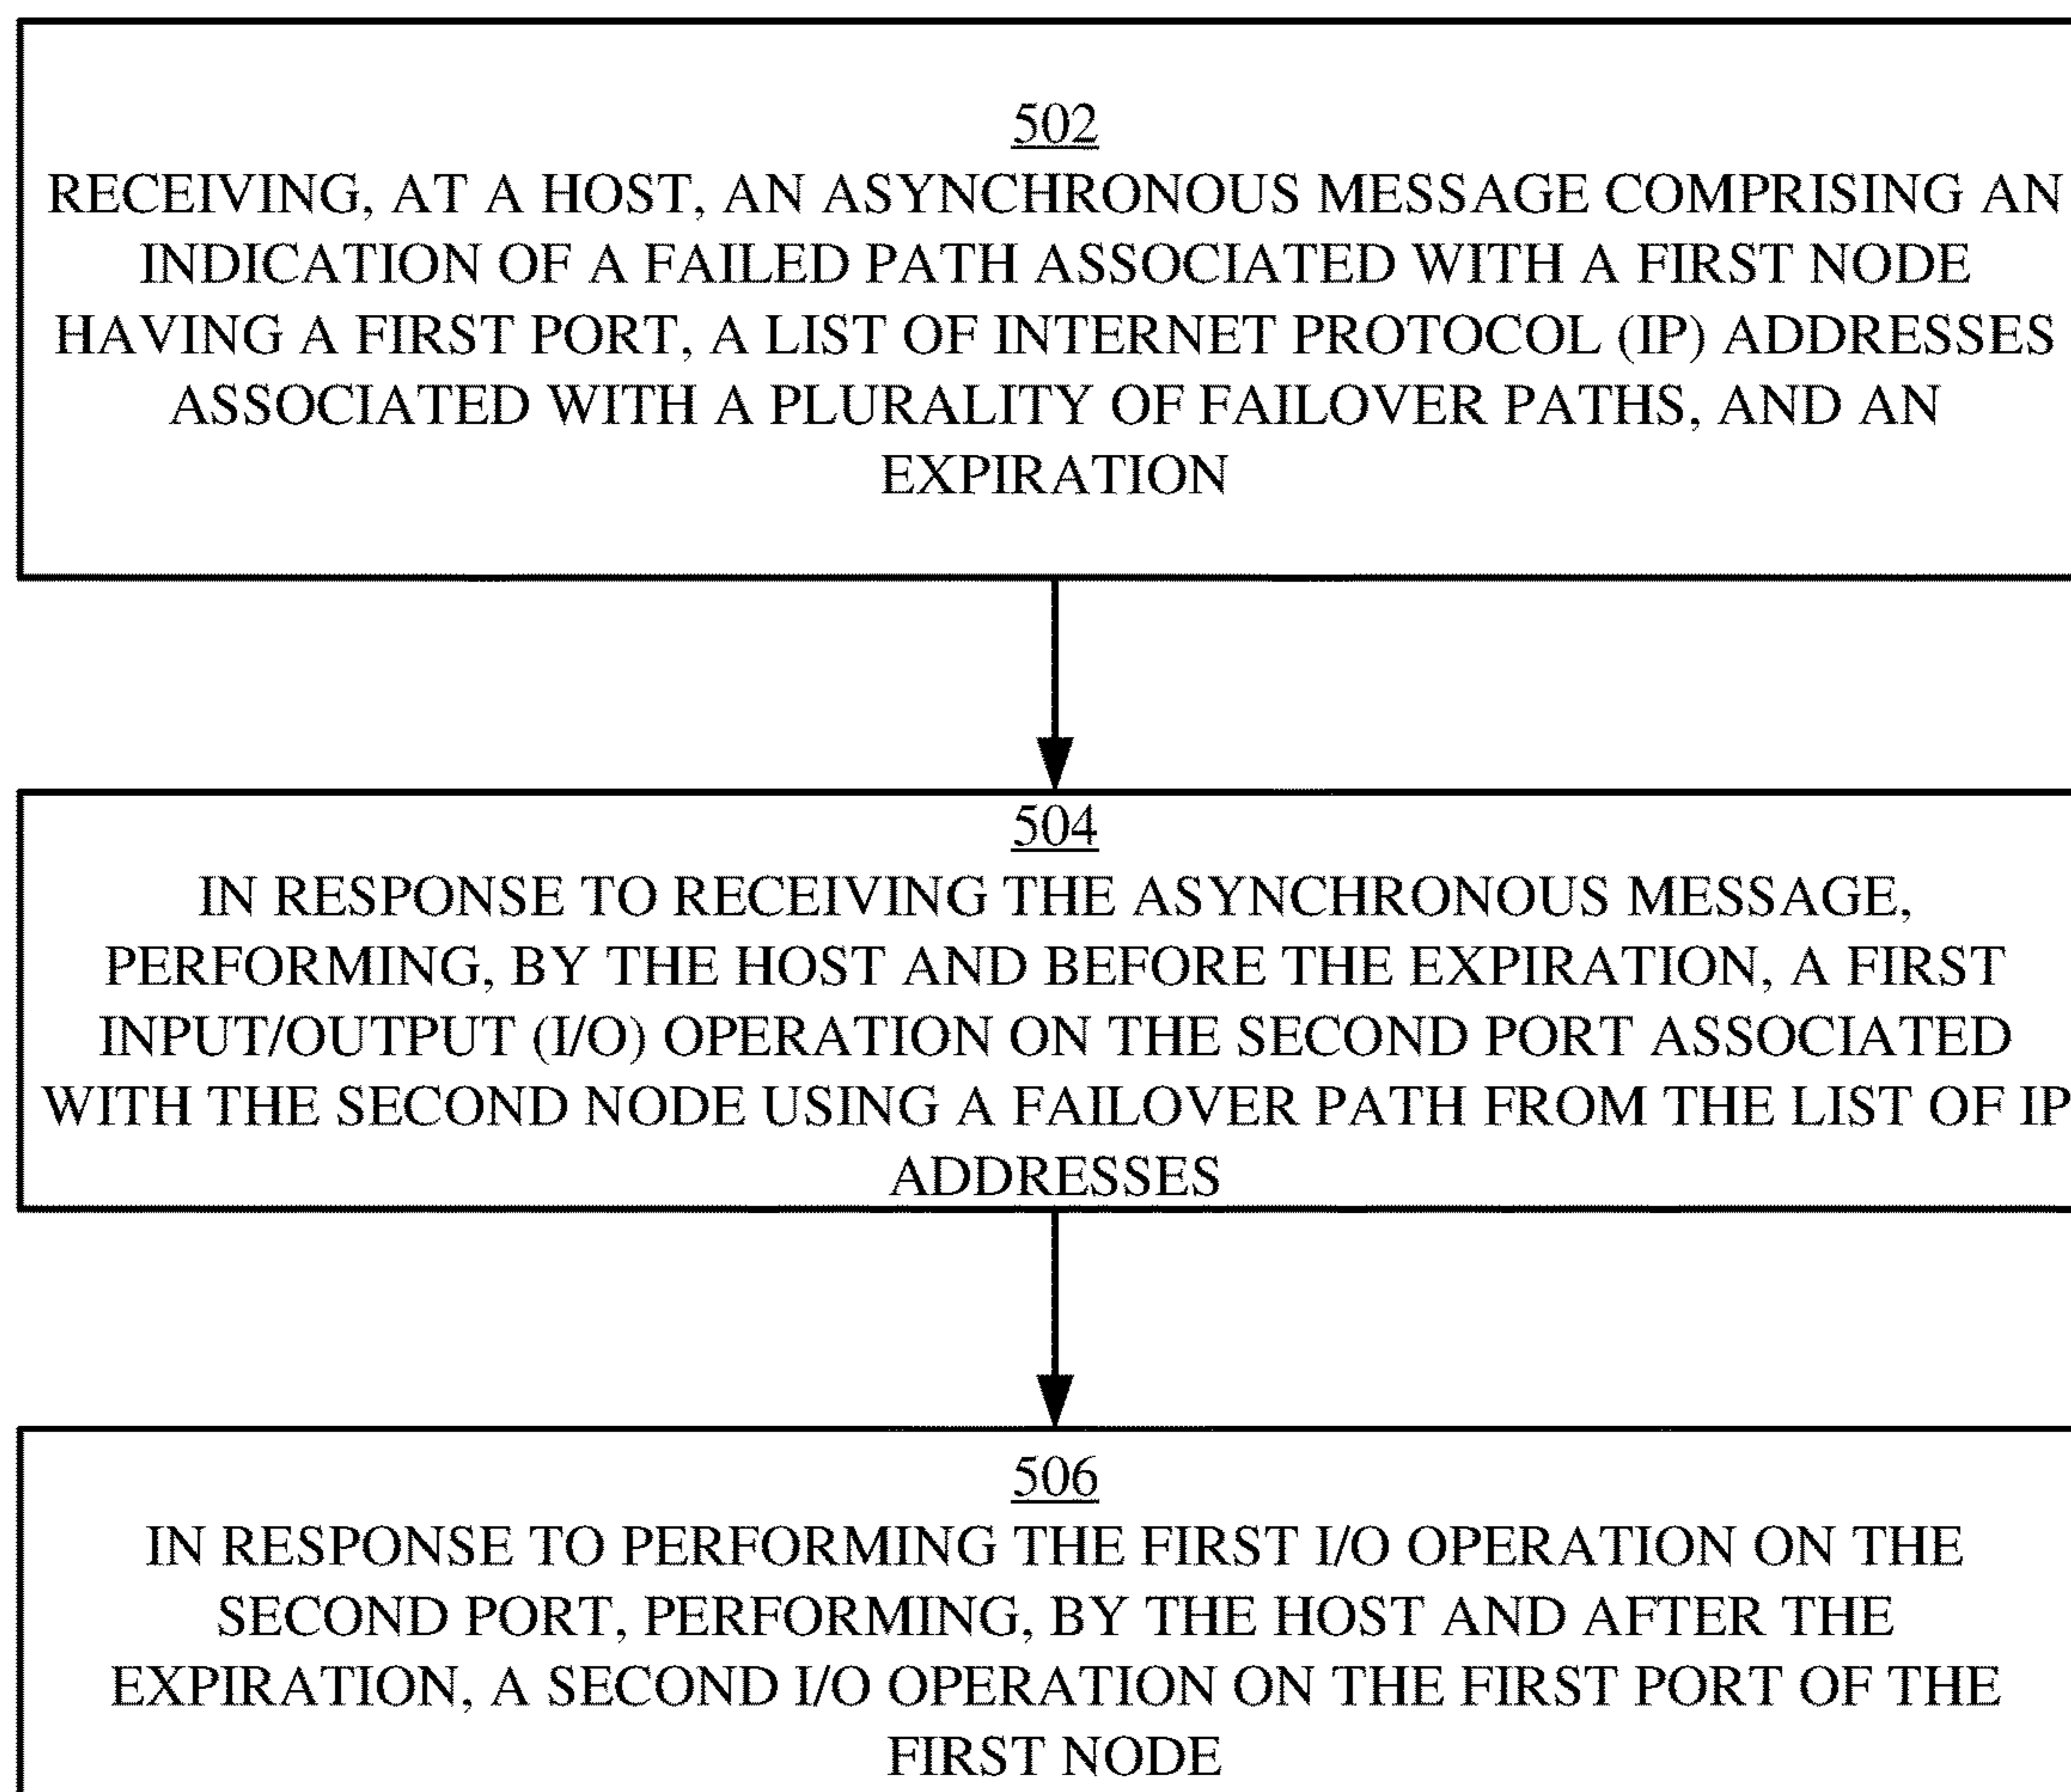 502
RECEIVING, AT A HOST, AN ASYNCHRONOUS MESSAGE COMPRISING AN
INDICATION OF A FAILED PATH ASSOCIATED WITH A FIRST NODE
HAVING A FIRST PORT, A LIST OF INTERNET PROTOCOL (IP) ADDRESSES
ASSOCIATED WITH A PLURALITY OF FAILOVER PATHS, AND AN
EXPIRATION
504
IN RESPONSE TO RECEIVING THE ASYNCHRONOUS MESSAGE,
PERFORMING, BY THE HOST AND BEFORE THE EXPIRATION, A FIRST
INPUT/OUTPUT (I/O) OPERATION ON THE SECOND PORT ASSOCIATED
WITH THE SECOND NODE USING A FAILOVER PATH FROM THE LIST OF IP
ADDRESSES
506
IN RESPONSE TO PERFORMING THE FIRST I/O OPERATION ON THE
SECOND PORT, PERFORMING, BY THE HOST AND AFTER THE
EXPIRATION, A SECOND I/O OPERATION ON THE FIRST PORT OF THE
FIRST NODE